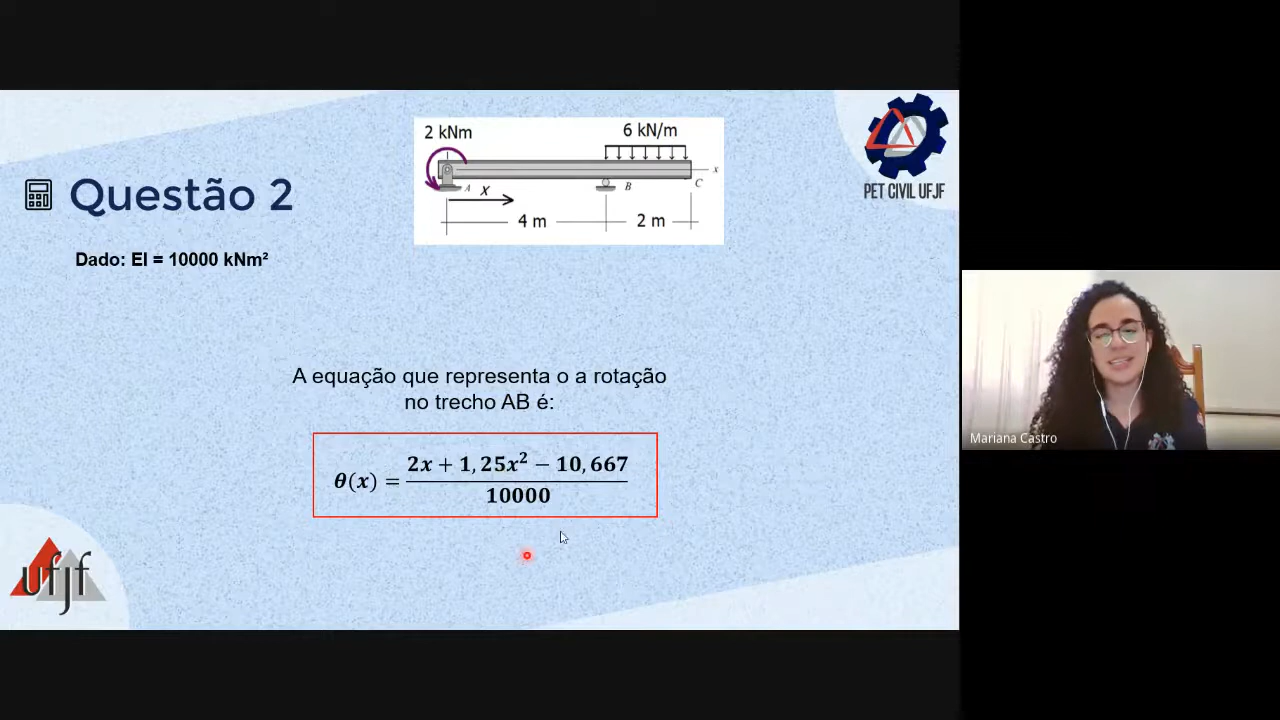 2 kNm
6 kN/m
x
A
X
B
C
4 m
2 m
PET CIVIL UFJF
Questão 2
Dado: EI = 10000 kNm²
A equação que representa o a rotação
no trecho AB é:
θ(x) = (2x + 1,25x² − 10,667) / 10000
Mariana Castro
ufjf